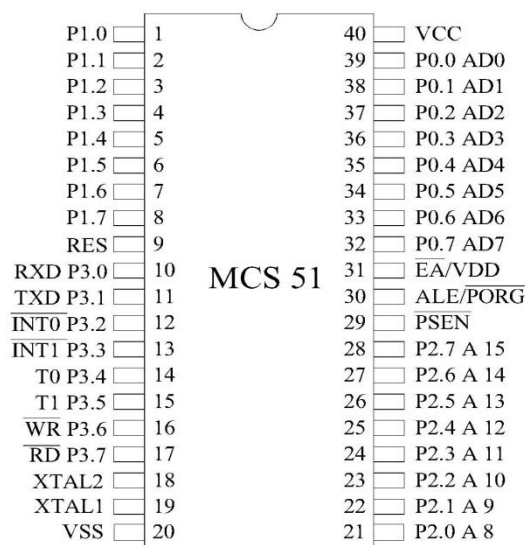 P1.0 1 40 VCC
P1.1 2 39 P0.0 AD0
P1.2 3 38 P0.1 AD1
P1.3 4 37 P0.2 AD2
P1.4 5 36 P0.3 AD3
P1.5 6 35 P0.4 AD4
P1.6 7 34 P0.5 AD5
P1.7 8 33 P0.6 AD6
RES 9 32 P0.7 AD7
RXD P3.0 10 MCS 51 31 EA/VDD
TXD P3.1 11 30 ALE/PORG
INT0 P3.2 12 29 PSEN
INT1 P3.3 13 28 P2.7 A 15
T0 P3.4 14 27 P2.6 A 14
T1 P3.5 15 26 P2.5 A 13
WR P3.6 16 25 P2.4 A 12
RD P3.7 17 24 P2.3 A 11
XTAL2 18 23 P2.2 A 10
XTAL1 19 22 P2.1 A 9
VSS 20 21 P2.0 A 8